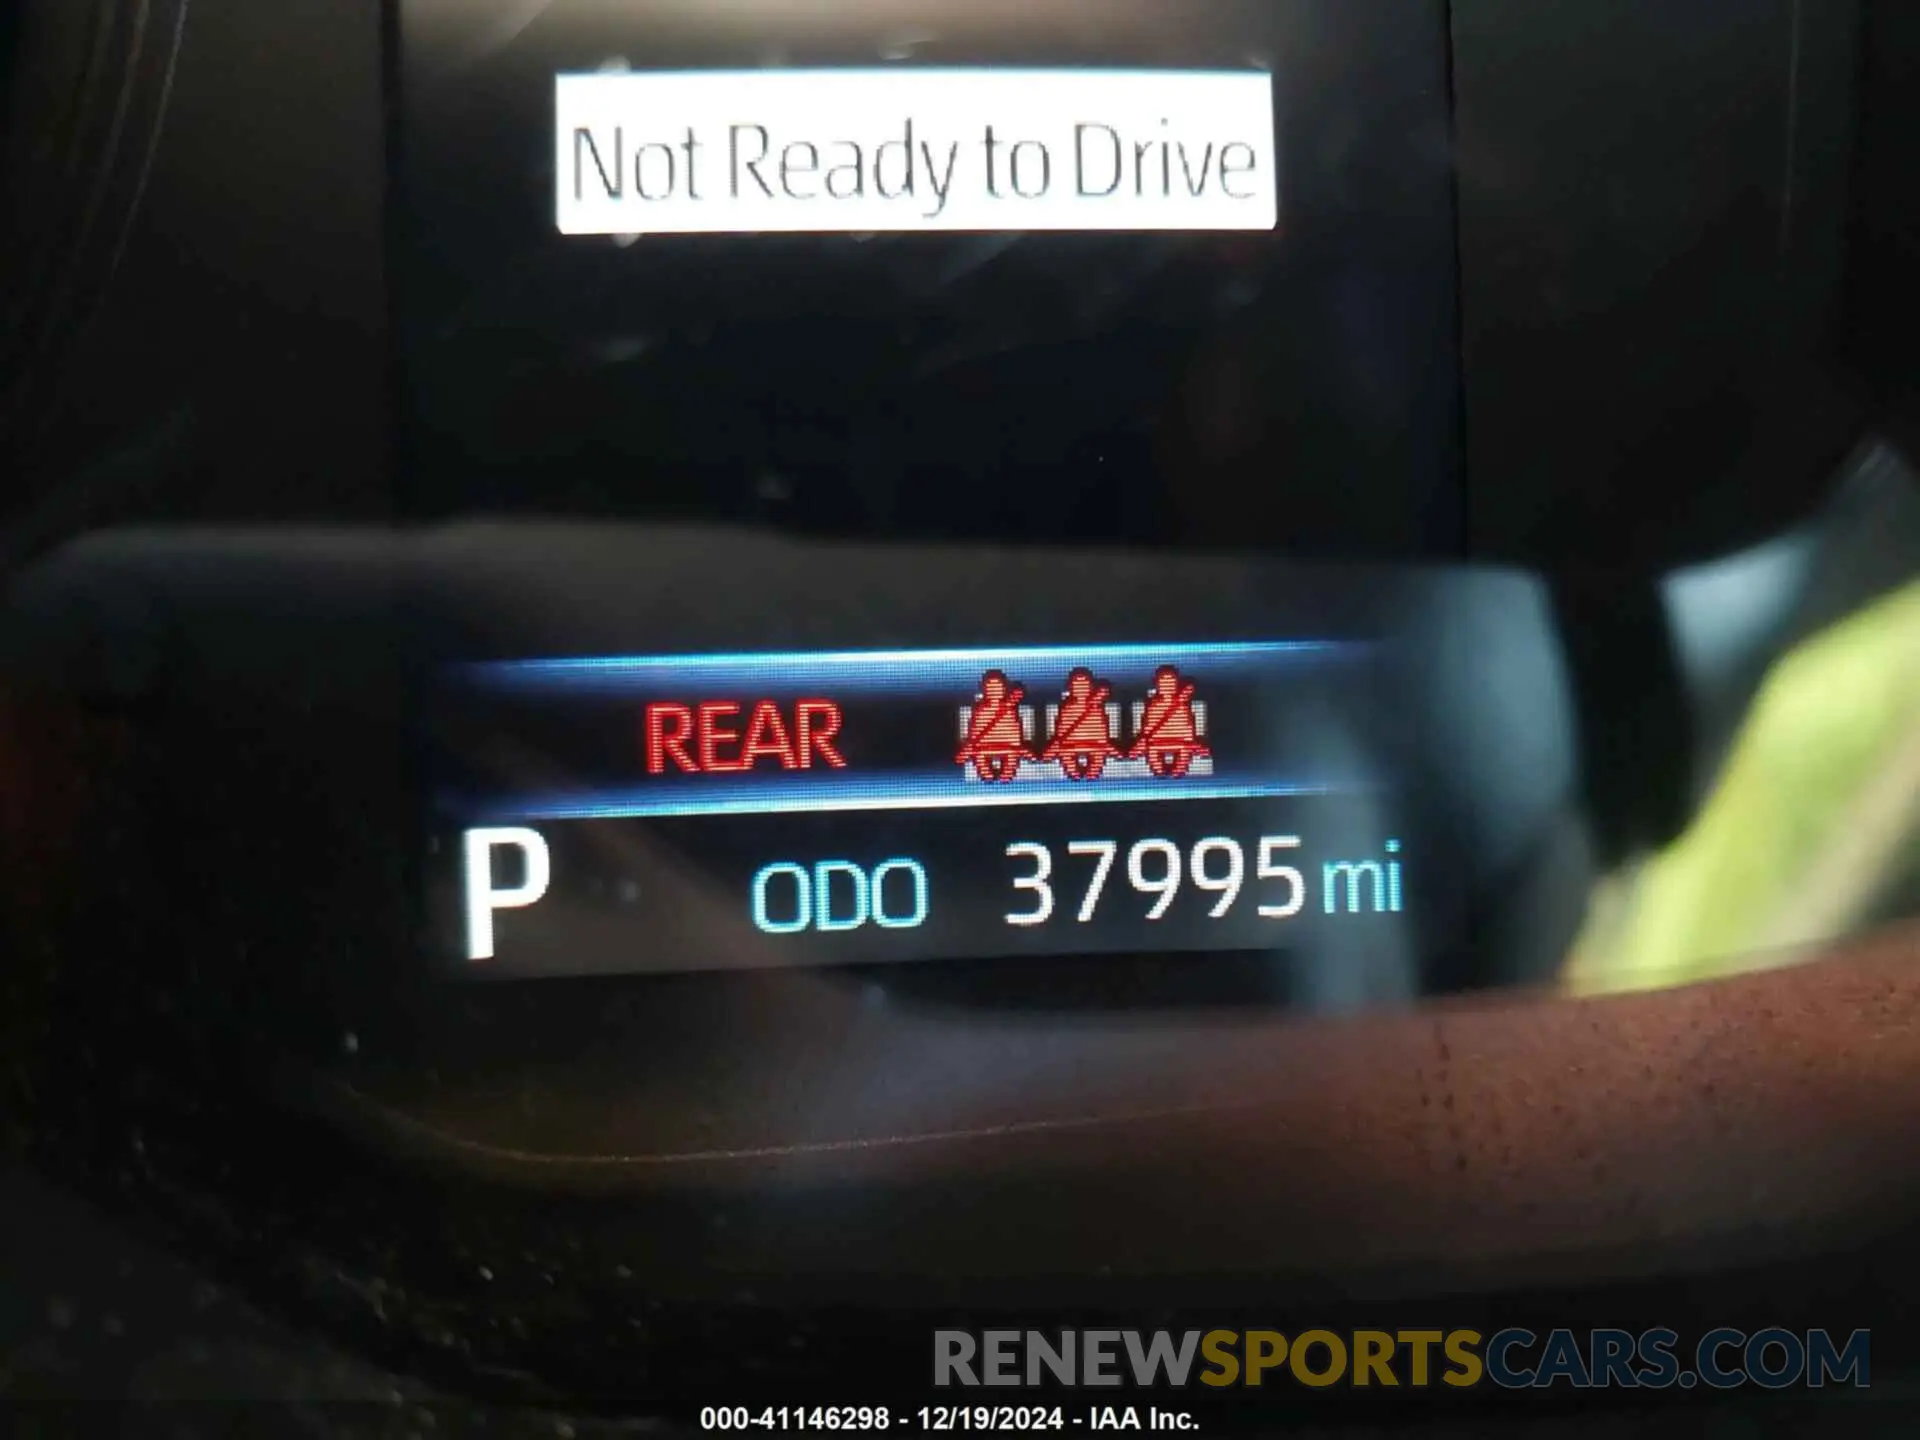 Not Ready to Drive
REAR
P ODO 37995 mi
RENEWSPORTSCARS.COM
000-41146298 - 12/19/2024 - IAA Inc.